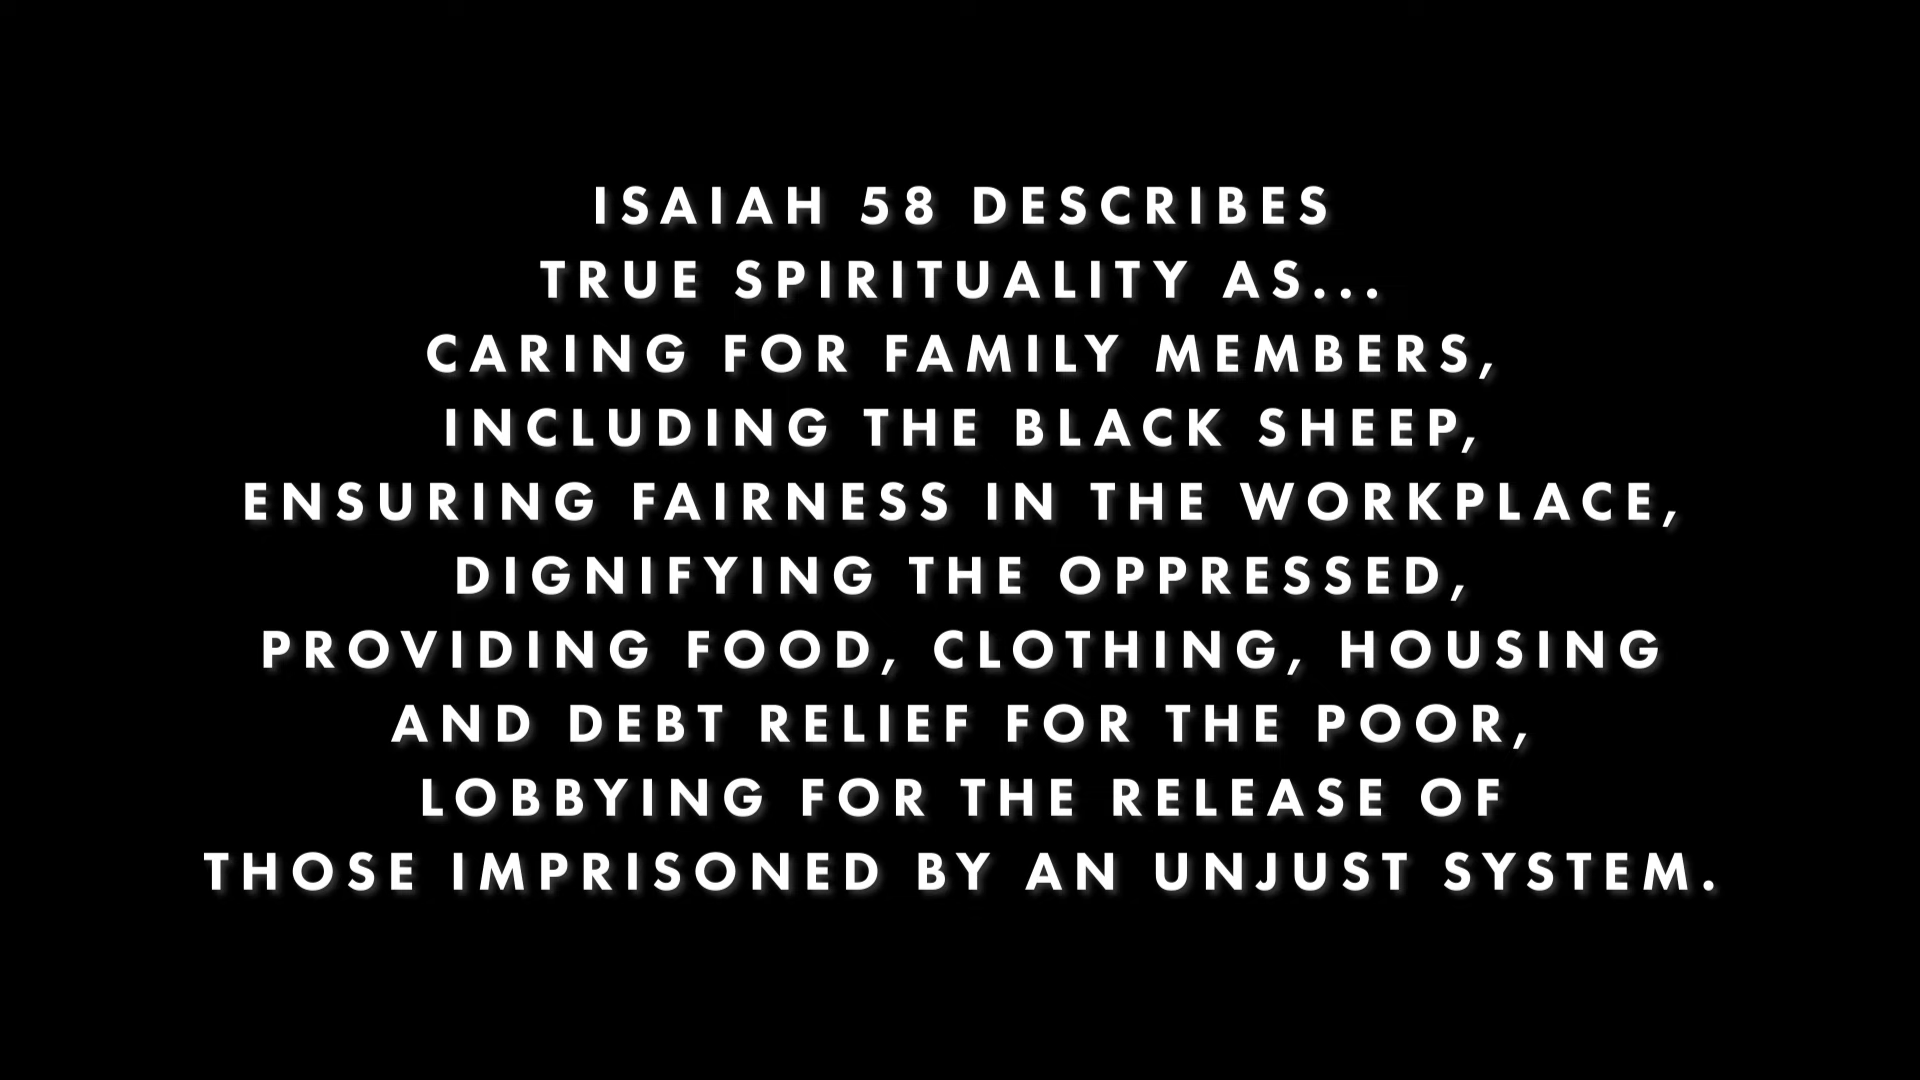 ISAIAH 58 DESCRIBES
TRUE SPIRITUALITY AS...
CARING FOR FAMILY MEMBERS,
INCLUDING THE BLACK SHEEP,
ENSURING FAIRNESS IN THE WORKPLACE,
DIGNIFYING THE OPPRESSED,
PROVIDING FOOD, CLOTHING, HOUSING
AND DEBT RELIEF FOR THE POOR,
LOBBYING FOR THE RELEASE OF
THOSE IMPRISONED BY AN UNJUST SYSTEM.